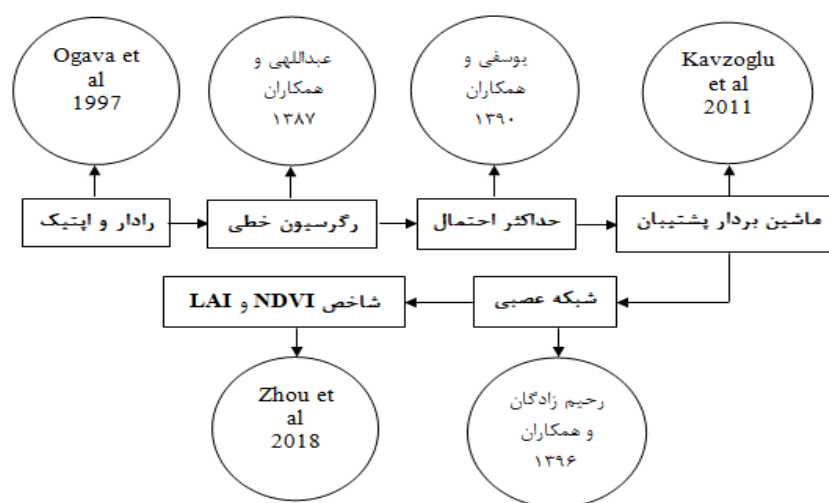 Ogava et
al
1997
عبداللهی و
همکاران
۱۳۸۷
یوسفی و
همکاران
۱۳۹۰
Kavzoglu
et al
2011
رادار و اپتیک
رگرسیون خطی
حداکثر احتمال
ماشین بردار پشتیبان
شبکه عصبی
شاخص NDVI و LAI
رحیم زادگان
و همکاران
۱۳۹۶
Zhou et
al
2018